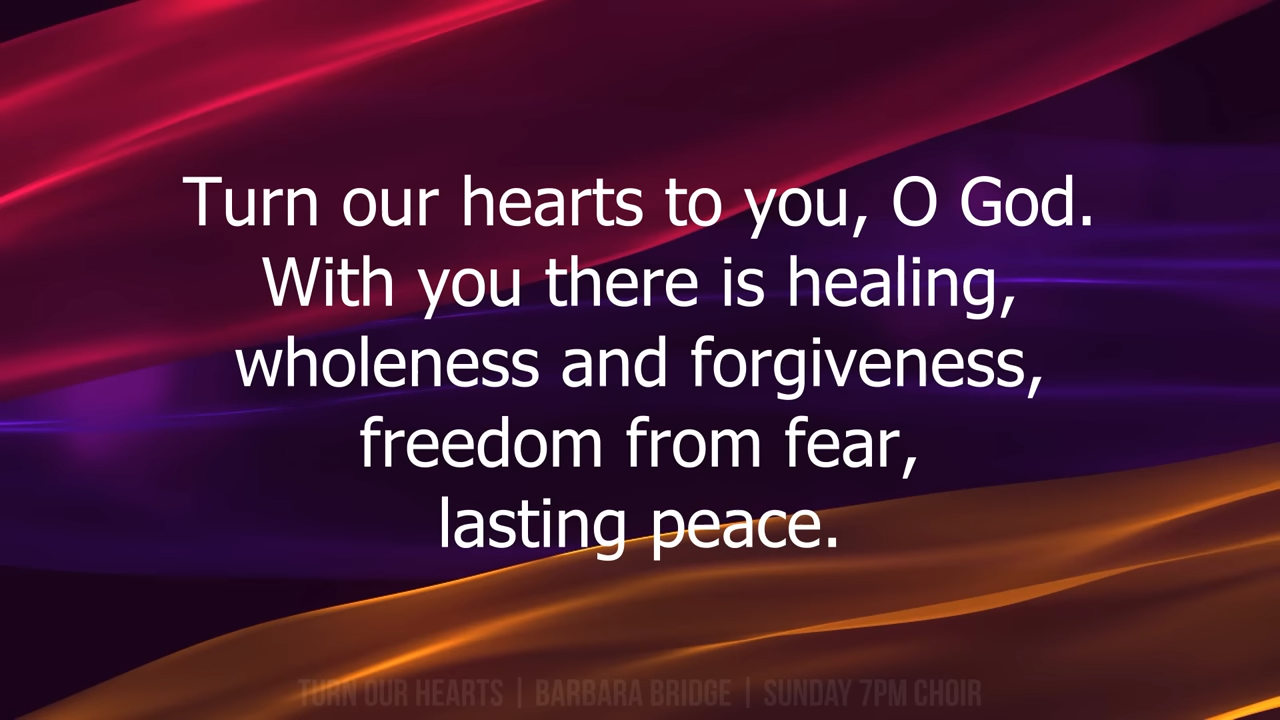 Turn our hearts to you, O God.
With you there is healing,
wholeness and forgiveness,
freedom from fear,
lasting peace.
TURN OUR HEARTS | BARBARA BRIDGE | SUNDAY 7PM CHOIR